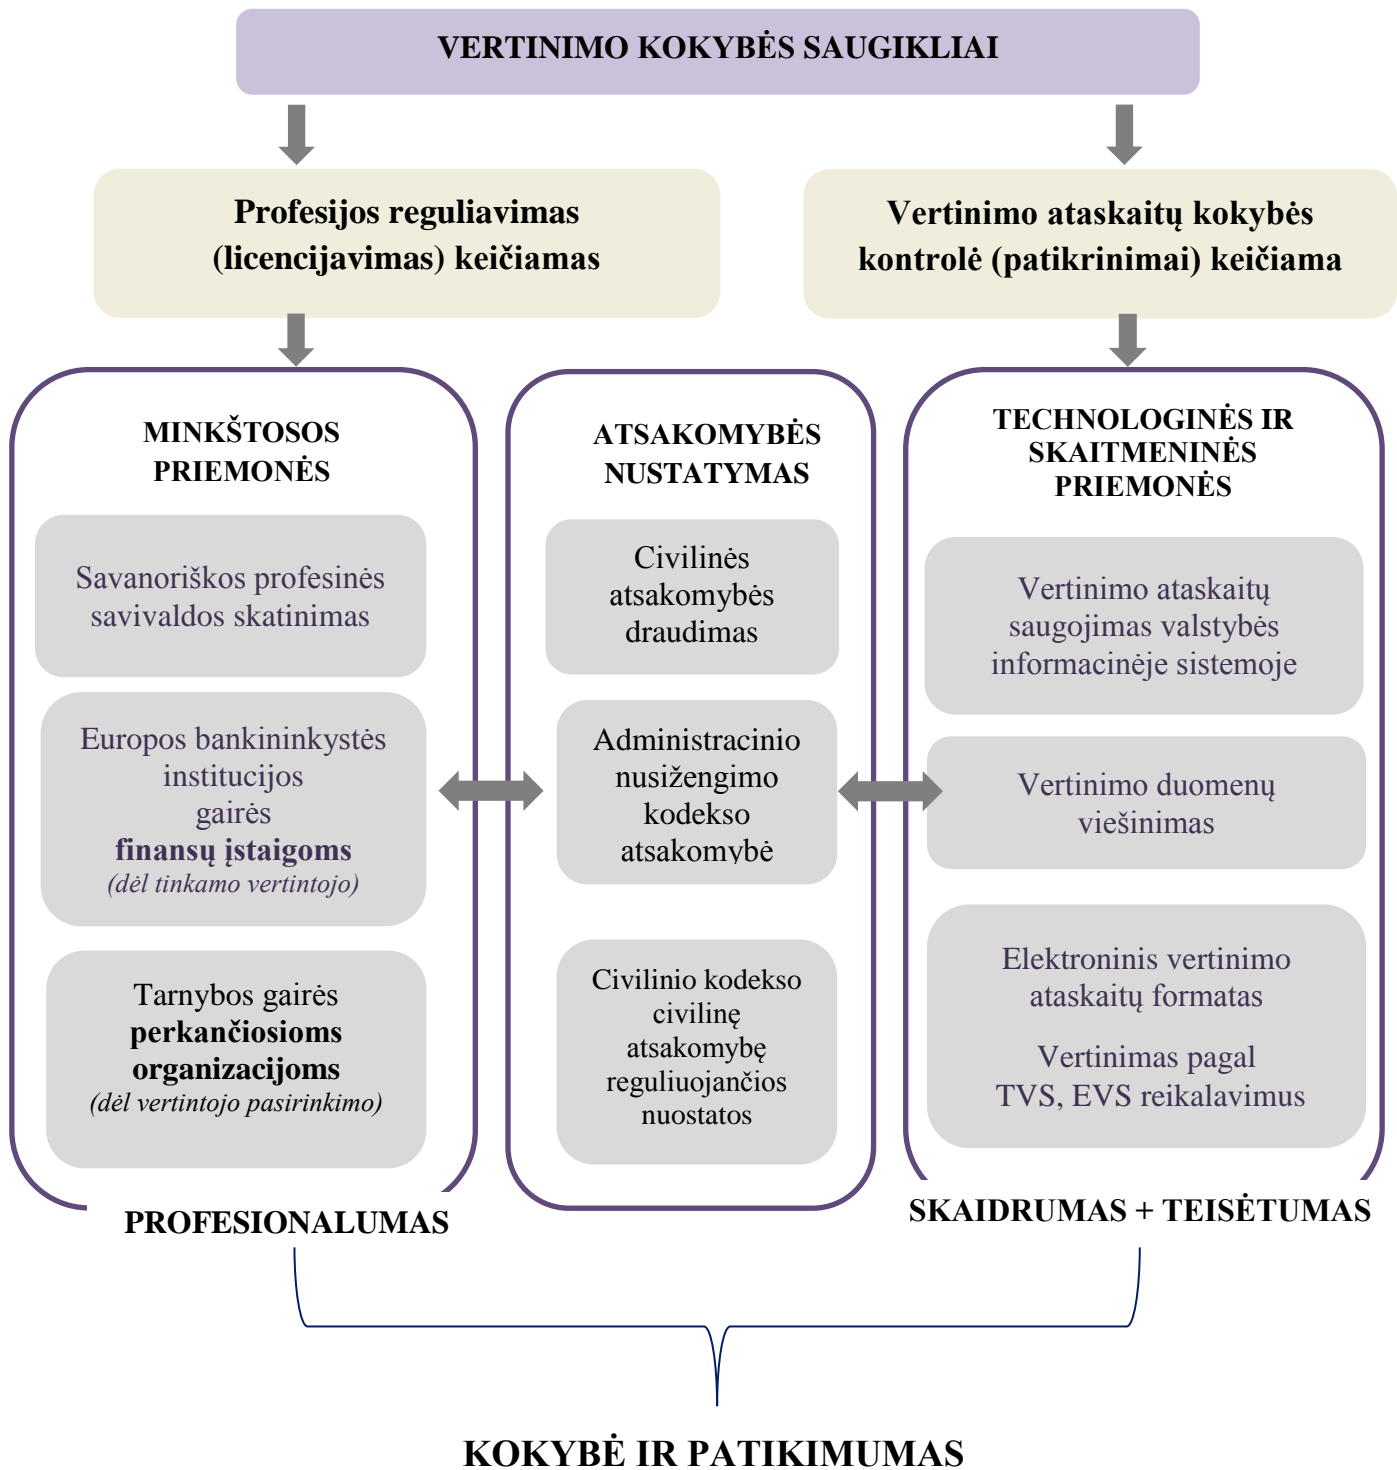 VERTINIMO KOKYBĖS SAUGIKLIAI
Profesijos reguliavimas
(licencijavimas) keičiamas
Vertinimo ataskaitų kokybės
kontrolė (patikrinimai) keičiama
MINKŠTOSOS
PRIEMONĖS
Savanoriškos profesinės
savivaldos skatinimas
Europos bankininkystės
institucijos
gairės
finansų įstaigoms
(dėl tinkamo vertintojo)
Tarnybos gairės
perkančiosioms
organizacijoms
(dėl vertintojo pasirinkimo)
PROFESIONALUMAS
ATSAKOMYBĖS
NUSTATYMAS
Civilinės
atsakomybės
draudimas
Administracinio
nusižengimo
kodekso
atsakomybė
Civilinio kodekso
civilinę
atsakomybę
reguliuojančios
nuostatos
TECHNOLOGINĖS IR
SKAITMENINĖS
PRIEMONĖS
Vertinimo ataskaitų
saugojimas valstybės
informacinėje sistemoje
Vertinimo duomenų
viešinimas
Elektroninis vertinimo
ataskaitų formatas
Vertinimas pagal
TVS, EVS reikalavimus
SKAIDRUMAS + TEISĖTUMAS
KOKYBĖ IR PATIKIMUMAS